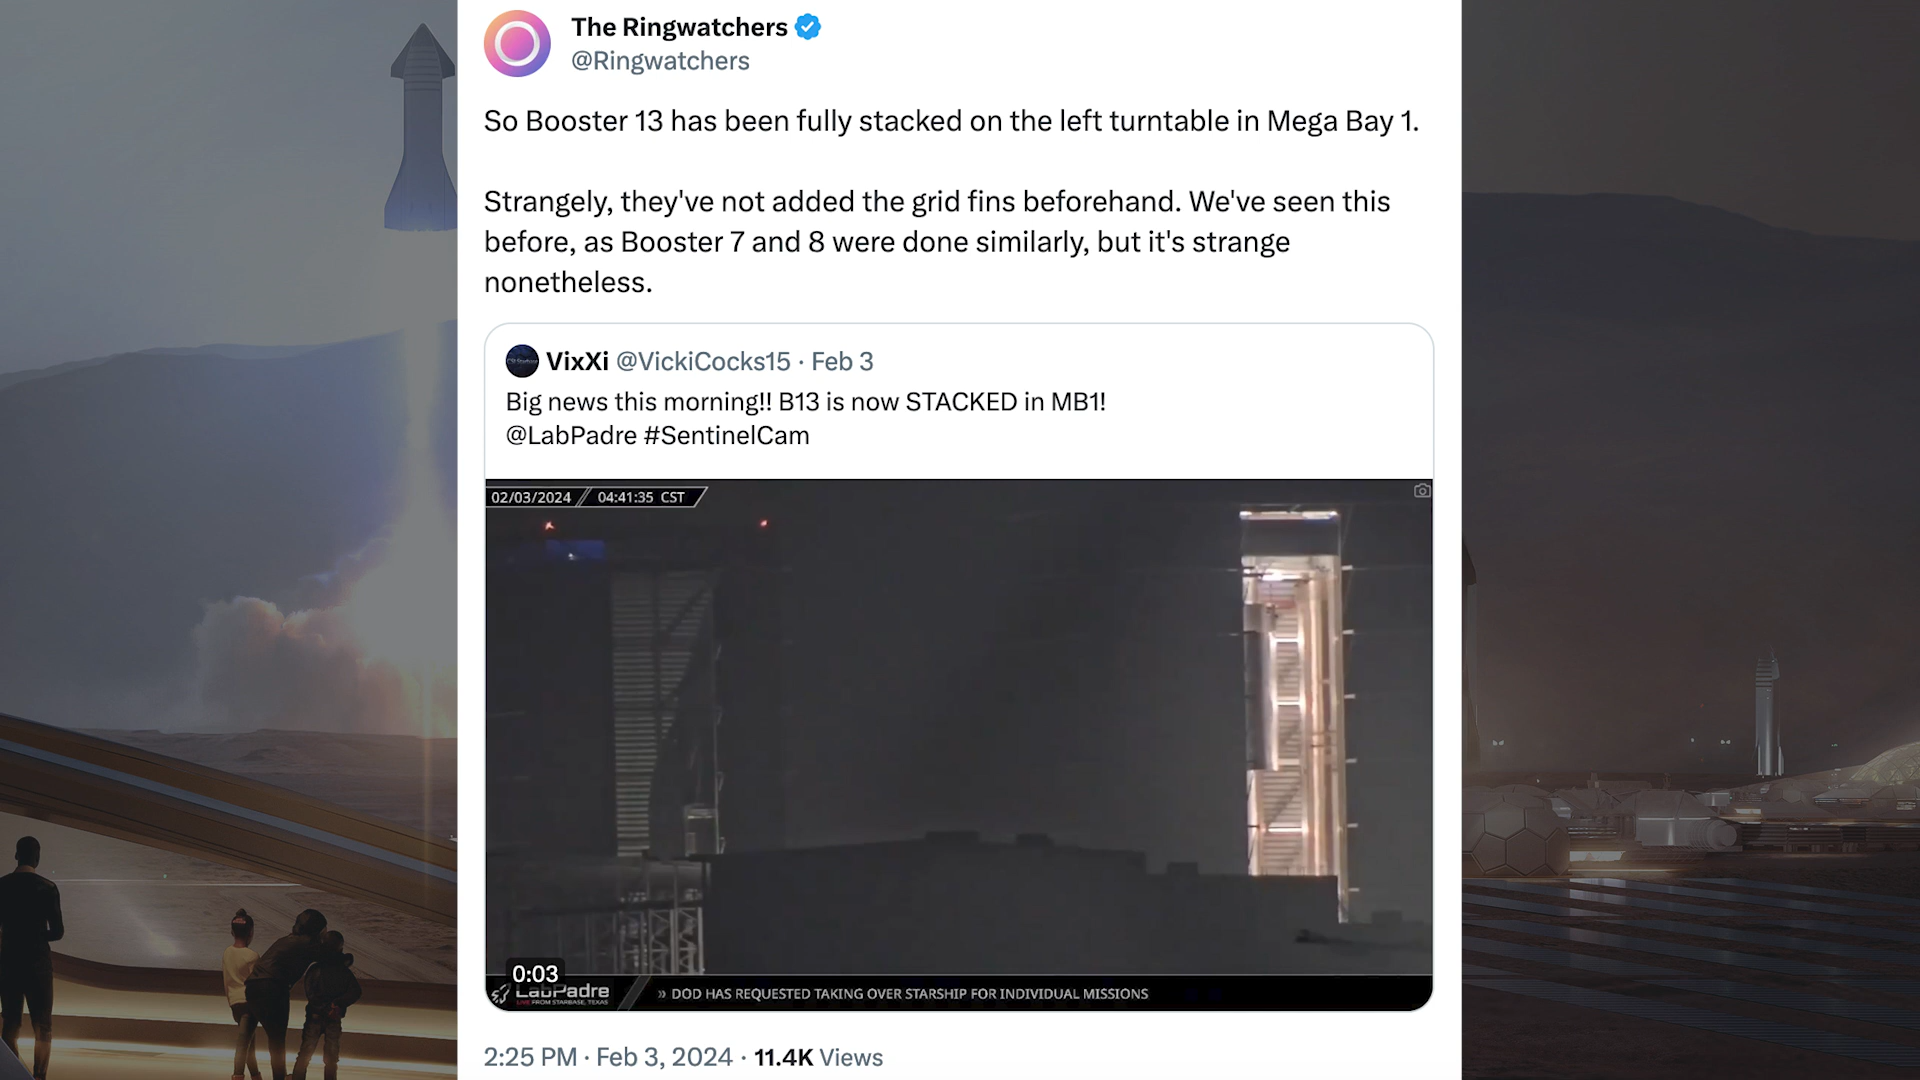 The Ringwatchers
@Ringwatchers
So Booster 13 has been fully stacked on the left turntable in Mega Bay 1.
Strangely, they've not added the grid fins beforehand. We've seen this
before, as Booster 7 and 8 were done similarly, but it's strange
nonetheless.
VixXi @VickiCocks15 · Feb 3
Big news this morning!! B13 is now STACKED in MB1!
@LabPadre #SentinelCam
02/03/2024 // 04:41:35 CST
0:03
LabPadre
LIVE FROM STARBASE, TEXAS
» DOD HAS REQUESTED TAKING OVER STARSHIP FOR INDIVIDUAL MISSIONS
2:25 PM · Feb 3, 2024 · 11.4K Views